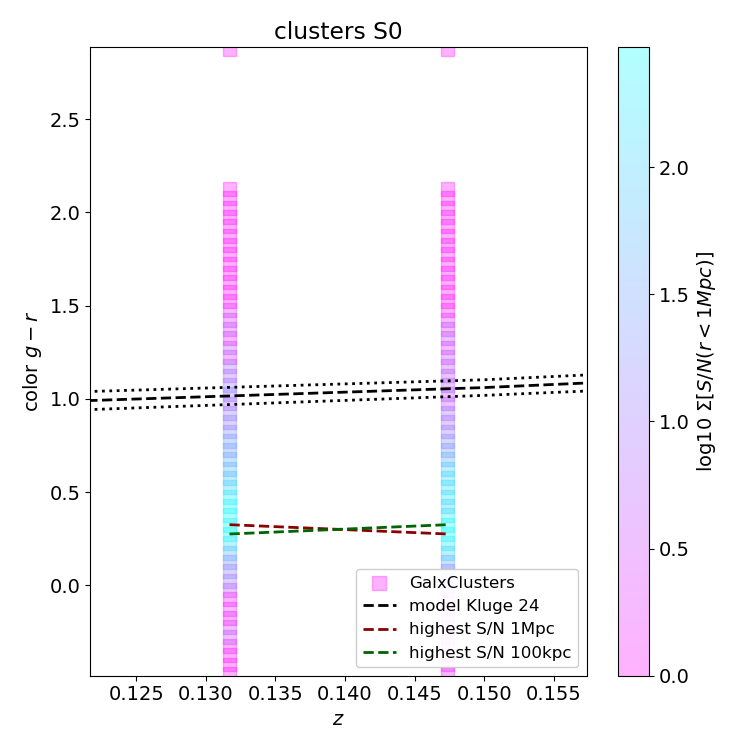 clusters S0
color g − r
2.5
2.0
1.5
1.0
0.5
0.0
0.125
0.130
0.135
0.140
0.145
0.150
0.155
z
GalxClusters
model Kluge 24
highest S/N 1Mpc
highest S/N 100kpc
2.0
1.5
1.0
0.5
0.0
log10 Σ[S/N(r < 1Mpc)]